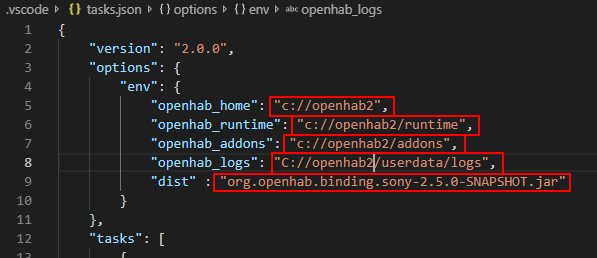 .vscode > {} tasks.json > {} options > {} env > abc openhab_logs
1 {
2 "version": "2.0.0",
3 "options": {
4 "env": {
5 "openhab_home": "c://openhab2",
6 "openhab_runtime": "c://openhab2/runtime",
7 "openhab_addons": "c://openhab2/addons",
8 "openhab_logs": "C://openhab2/userdata/logs",
9 "dist" : "org.openhab.binding.sony-2.5.0-SNAPSHOT.jar"
10 }
11 },
12 "tasks": [
13 {